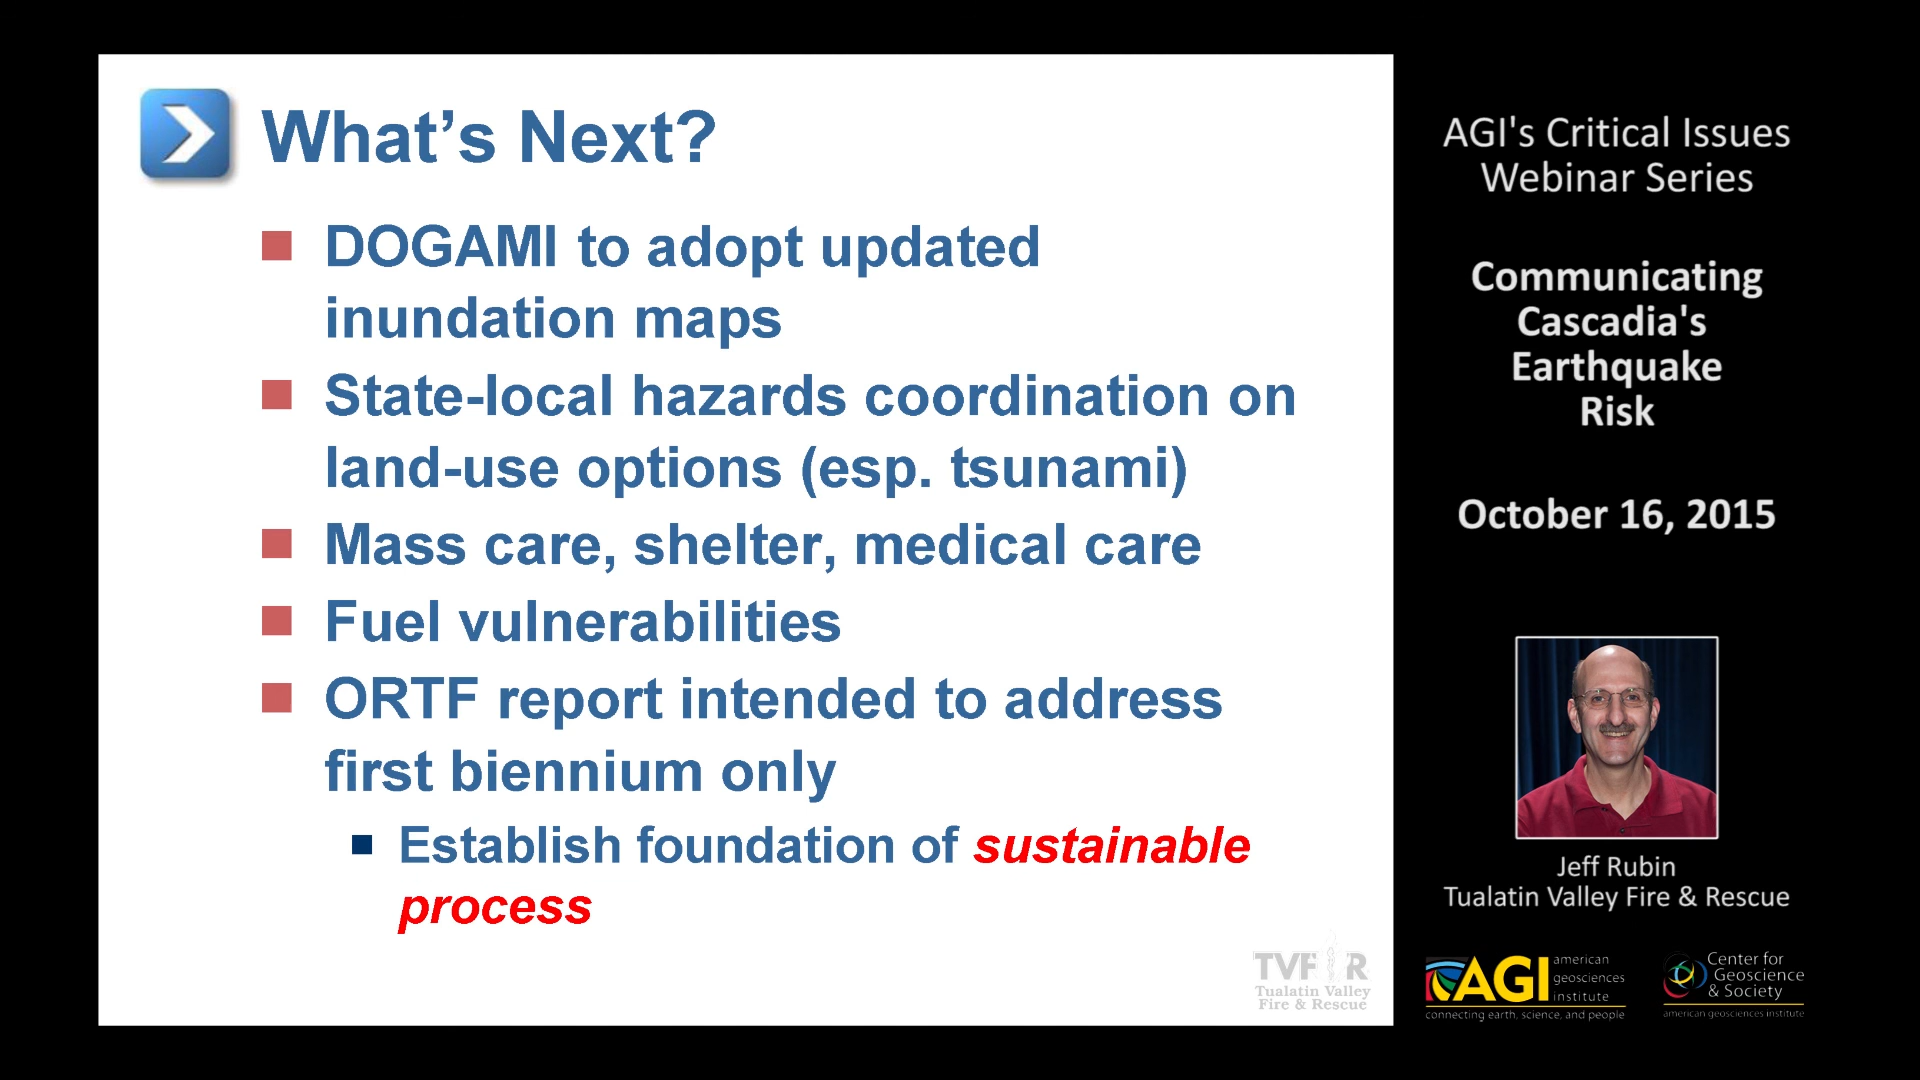 What's Next?
DOGAMI to adopt updated
inundation maps
State-local hazards coordination on
land-use options (esp. tsunami)
Mass care, shelter, medical care
Fuel vulnerabilities
ORTF report intended to address
first biennium only
Establish foundation of sustainable
process
TVF R
Tualatin Valley
Fire & Rescue
AGI's Critical Issues
Webinar Series
Communicating
Cascadia's
Earthquake
Risk
October 16, 2015
Jeff Rubin
Tualatin Valley Fire & Rescue
AGI
american
geosciences
institute
connecting earth, science, and people
Center for
Geoscience
& Society
american geosciences institute